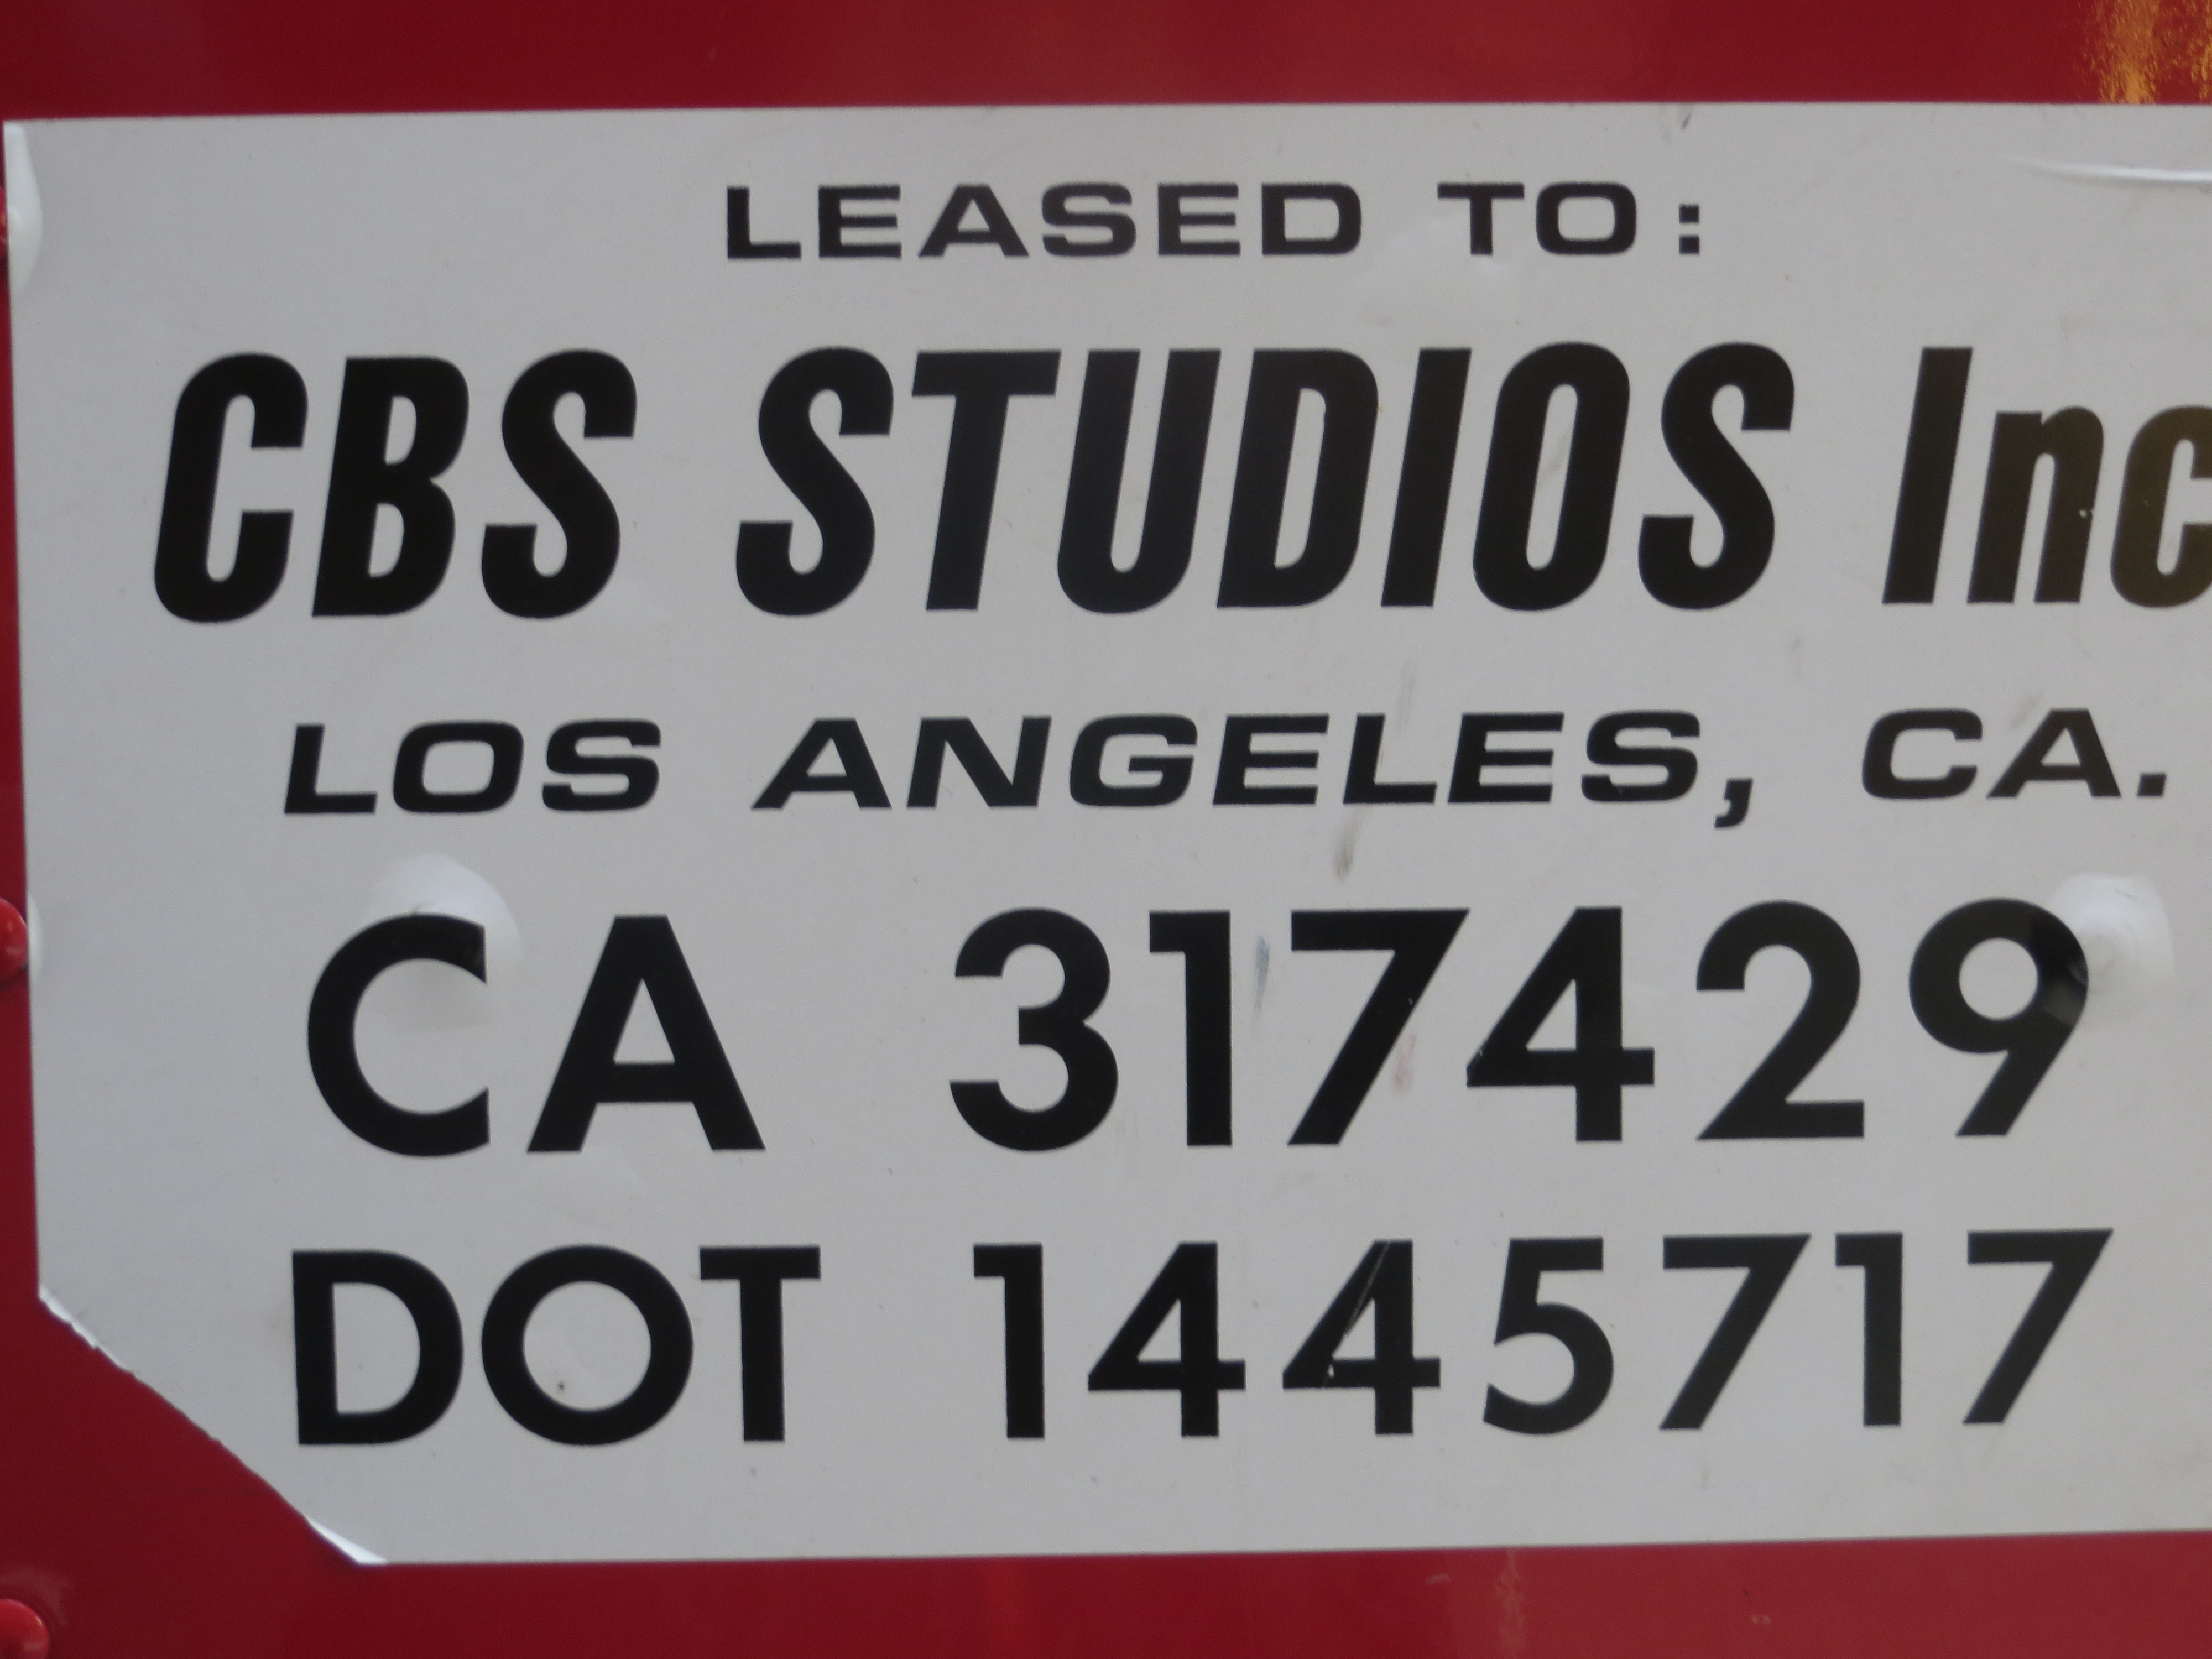 LEASED TO:
CBS STUDIOS Inc
LOS ANGELES, CA.
CA 317429
DOT 1445717